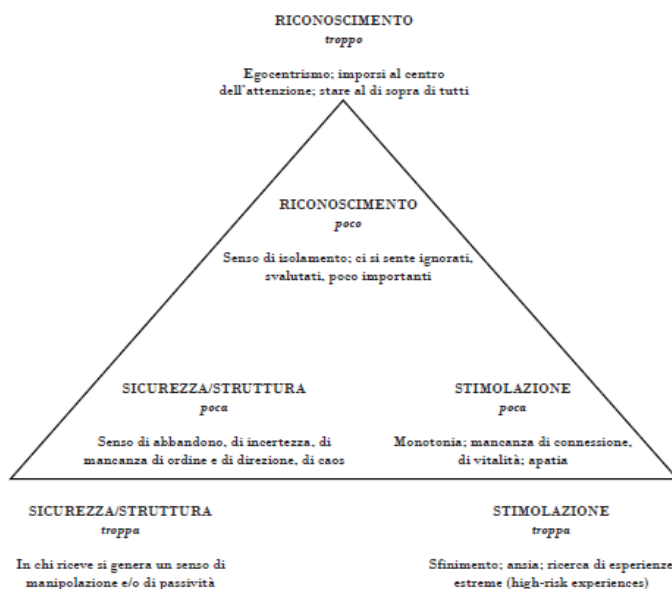 RICONOSCIMENTO
troppo
Egocentrismo; imporsi al centro
dell'attenzione; stare al di sopra di tutti
RICONOSCIMENTO
poco
Senso di isolamento; ci si sente ignorati,
svalutati, poco importanti
SICUREZZA/STRUTTURA
poca
Senso di abbandono, di incertezza, di
mancanza di ordine e di direzione, di caos
STIMOLAZIONE
poca
Monotonia; mancanza di connessione,
di vitalità; apatia
SICUREZZA/STRUTTURA
troppa
In chi riceve si genera un senso di
manipolazione e/o di passività
STIMOLAZIONE
troppa
Sfinimento; ansia; ricerca di esperienze
estreme (high-risk experiences)